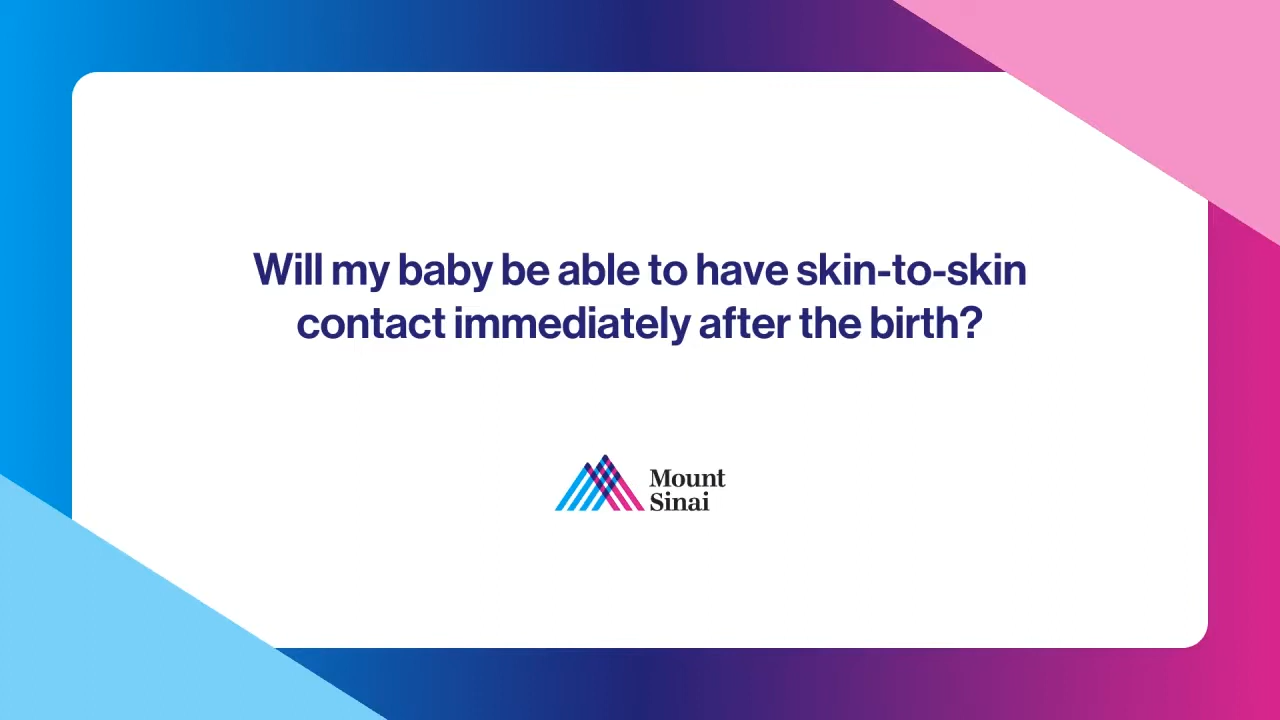 Will my baby be able to have skin-to-skin
contact immediately after the birth?
Mount
Sinai